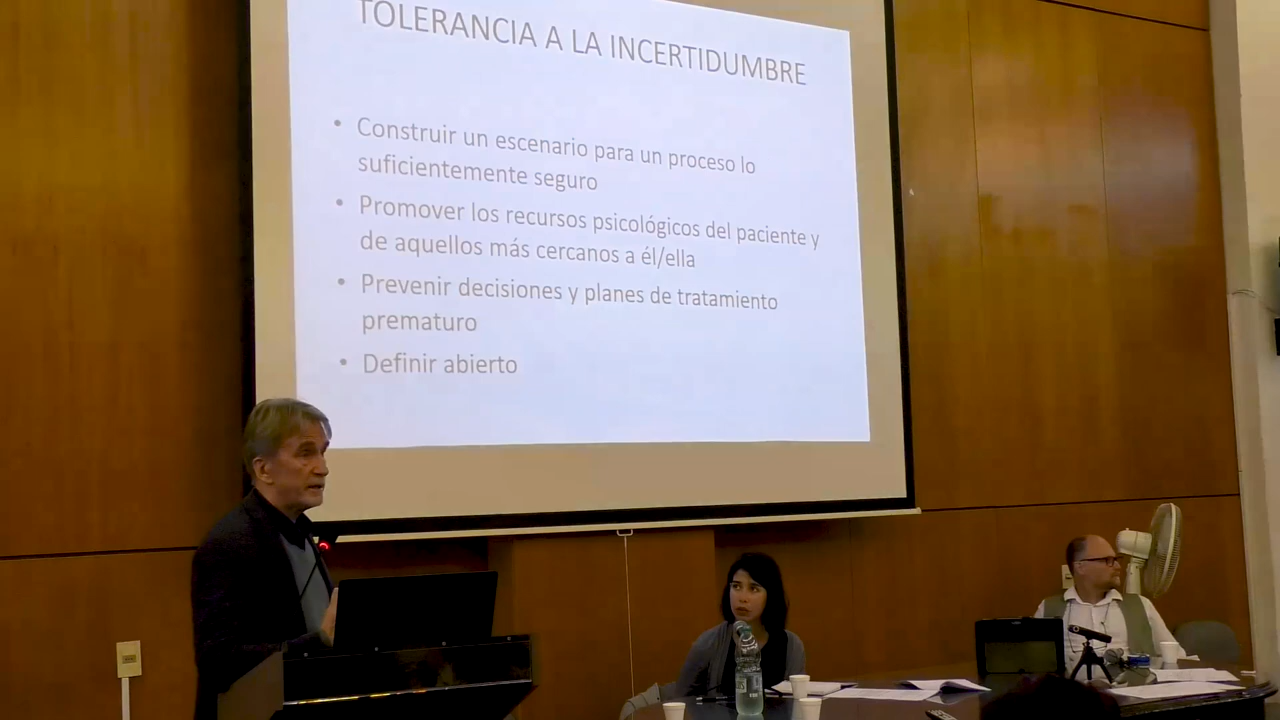 TOLERANCIA A LA INCERTIDUMBRE
• Construir un escenario para un proceso lo
suficientemente seguro
• Promover los recursos psicológicos del paciente y
de aquellos más cercanos a él/ella
• Prevenir decisiones y planes de tratamiento
prematuro
• Definir abierto